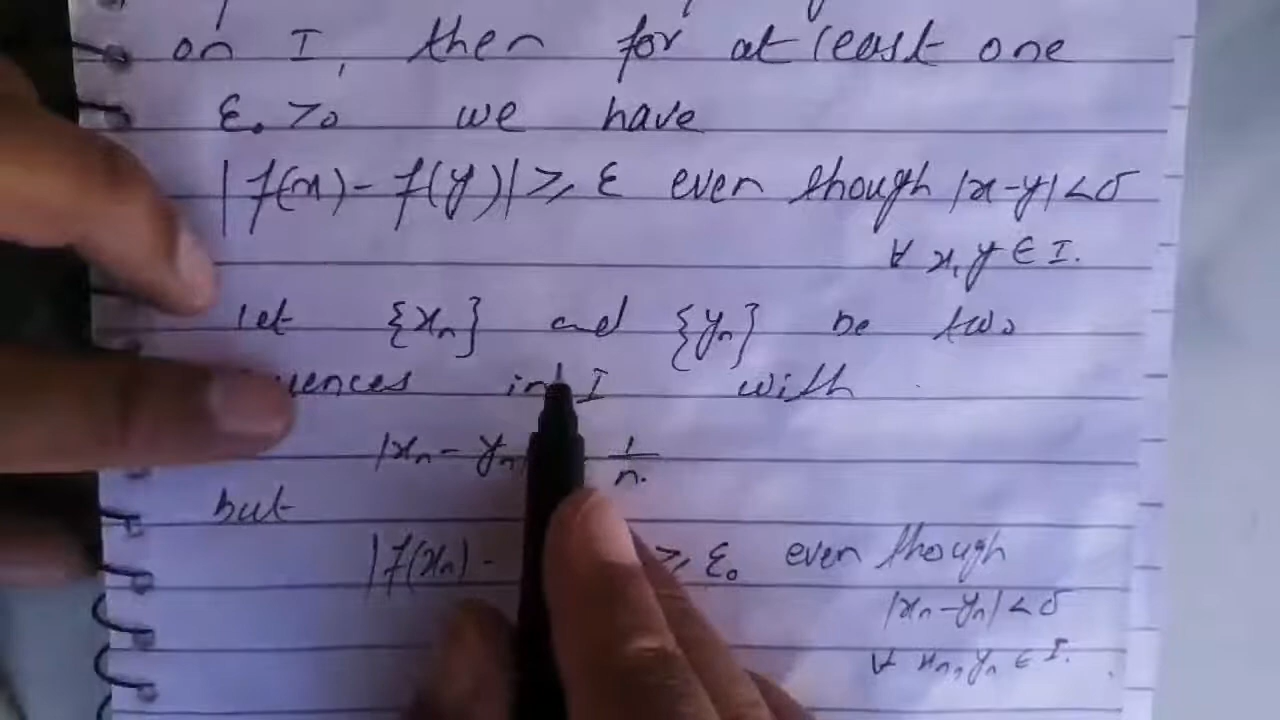 on I, then for at least one
ε₀ >0 we have
|f(x) - f(y)| ⩾ ε even though |x-y| < δ
∀ x, y ∈ I.
let {xₙ} and {yₙ} be two
in I with
|xₙ - yₙ 1/n.
but
|f(xₙ) - ⩾ ε₀ even though
|xₙ-yₙ| < δ
∀ xₙ, yₙ ∈ I.